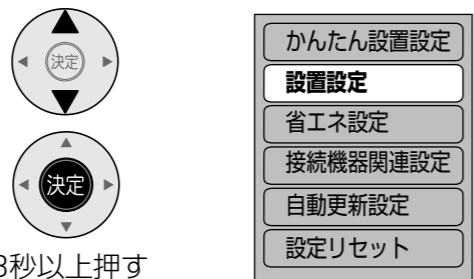 決定
決定
3秒以上押す
かんたん設置設定
設置設定
省エネ設定
接続機器関連設定
自動更新設定
設定リセット